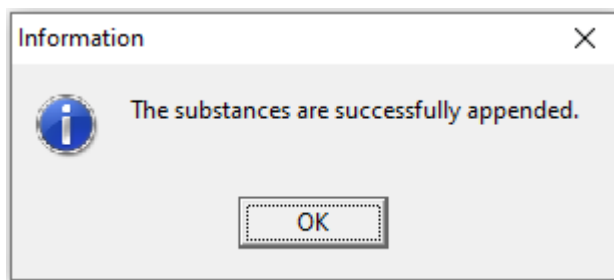 Information
The substances are successfully appended.
OK